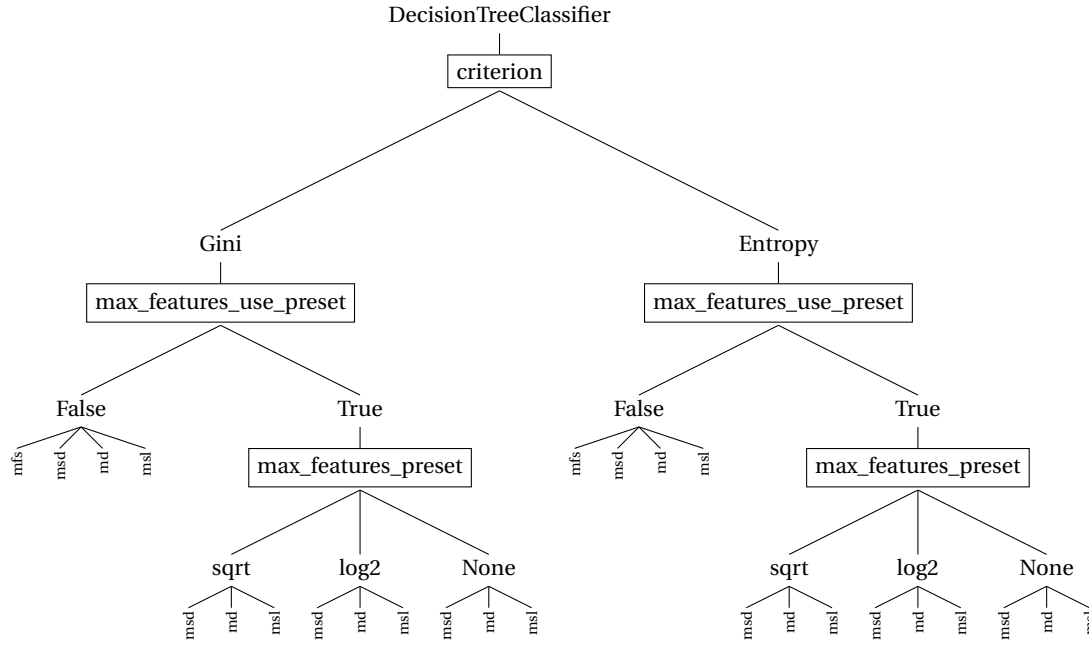 DecisionTreeClassifier
criterion
Gini Entropy
max_features_use_preset max_features_use_preset
False True False True
mfs msd md msl mfs msd md msl
max_features_preset max_features_preset
sqrt log2 None sqrt log2 None
msd md msl msd md msl msd md msl msd md msl msd md msl msd md msl